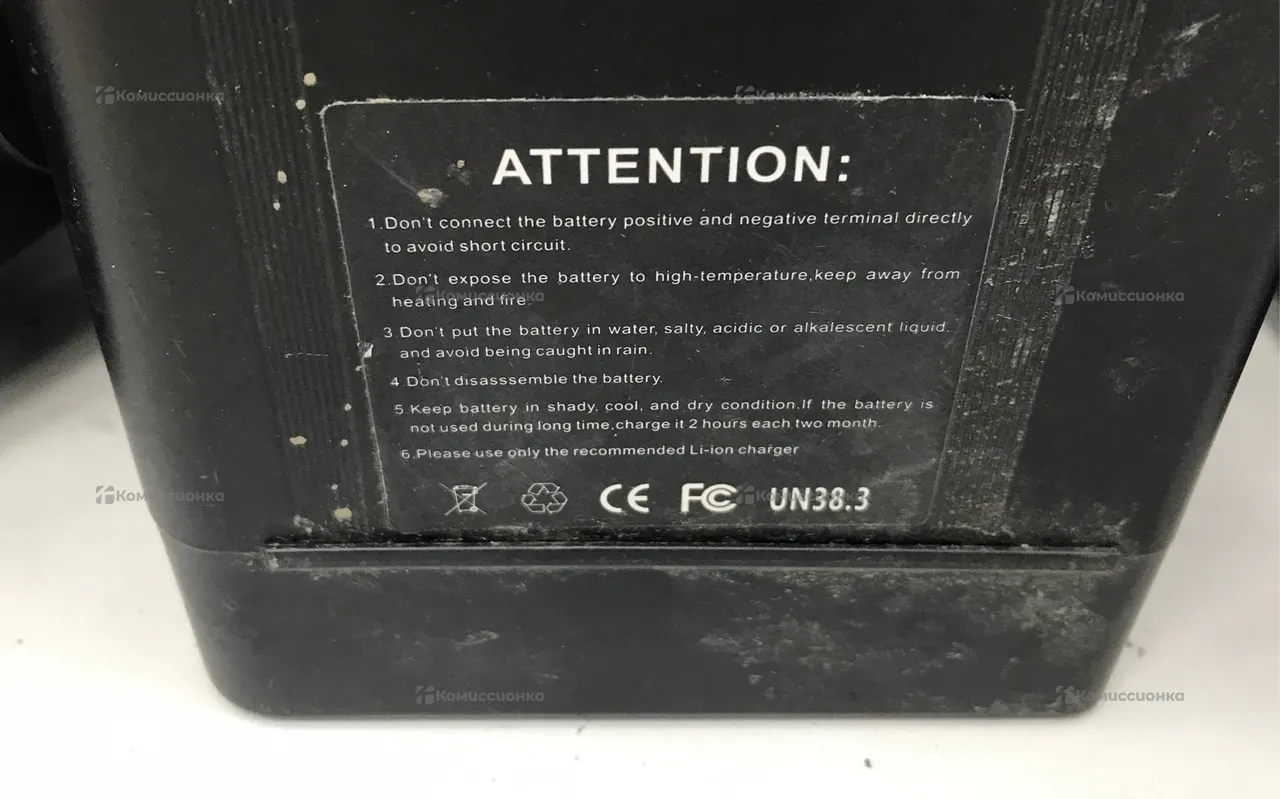 ATTENTION:
1.Don't connect the battery positive and negative terminal directly
to avoid short circuit.
2.Don't expose the battery to high-temperature,keep away from
heating and fire.
3.Don't put the battery in water, salty, acidic or alkalescent liquid,
and avoid being caught in rain.
4.Don't disasssemble the battery.
5.Keep battery in shady, cool, and dry condition.If the battery is
not used during long time,charge it 2 hours each two month.
6.Please use only the recommended Li-ion charger
CE FC UN38.3
Комиссионка
Комиссионка
Комиссионка
Комиссионка
Комиссионка
Комиссионка
Комиссионка
Комиссионка